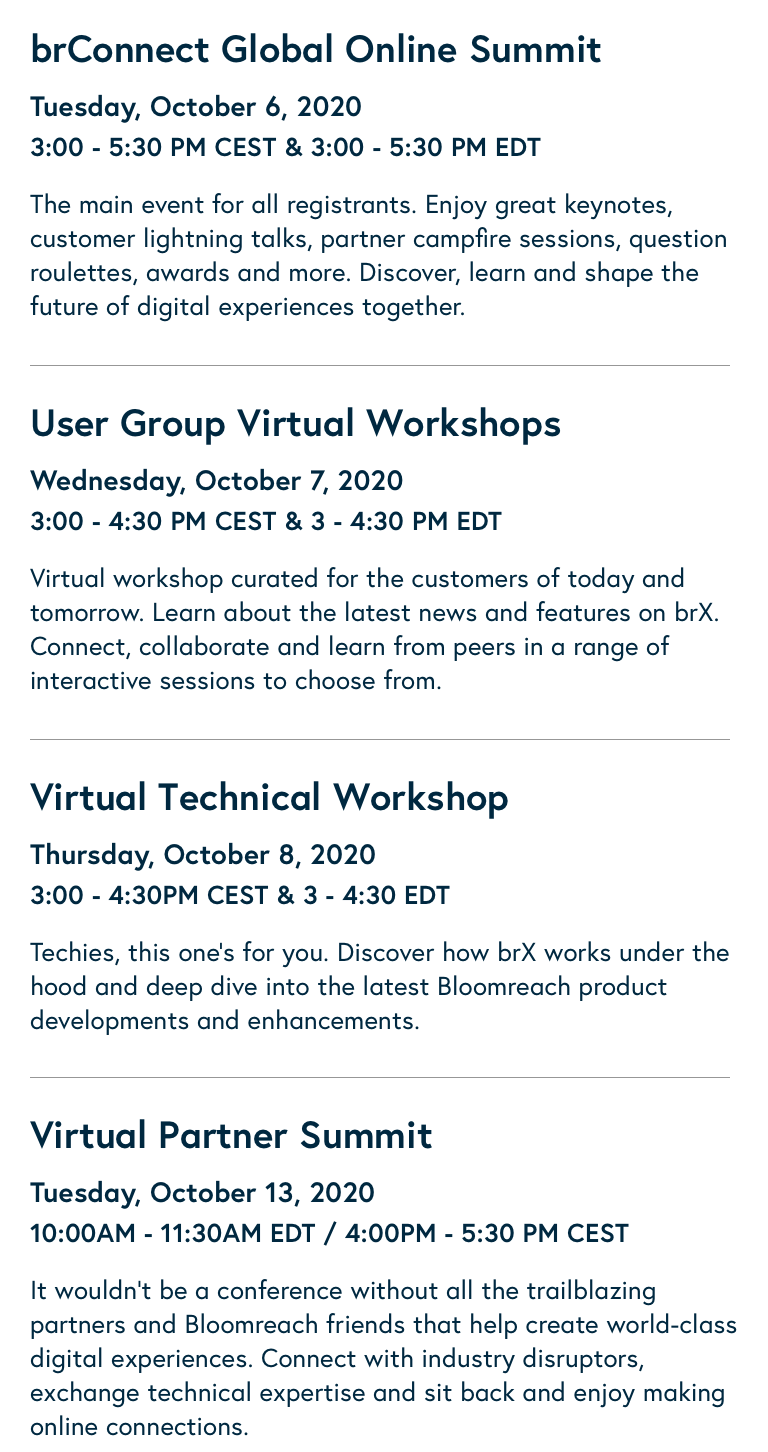 brConnect Global Online Summit
Tuesday, October 6, 2020
3:00 - 5:30 PM CEST & 3:00 - 5:30 PM EDT
The main event for all registrants. Enjoy great keynotes,
customer lightning talks, partner campfire sessions, question
roulettes, awards and more. Discover, learn and shape the
future of digital experiences together.
User Group Virtual Workshops
Wednesday, October 7, 2020
3:00 - 4:30 PM CEST & 3 - 4:30 PM EDT
Virtual workshop curated for the customers of today and
tomorrow. Learn about the latest news and features on brX.
Connect, collaborate and learn from peers in a range of
interactive sessions to choose from.
Virtual Technical Workshop
Thursday, October 8, 2020
3:00 - 4:30PM CEST & 3 - 4:30 EDT
Techies, this one's for you. Discover how brX works under the
hood and deep dive into the latest Bloomreach product
developments and enhancements.
Virtual Partner Summit
Tuesday, October 13, 2020
10:00AM - 11:30AM EDT / 4:00PM - 5:30 PM CEST
It wouldn't be a conference without all the trailblazing
partners and Bloomreach friends that help create world-class
digital experiences. Connect with industry disruptors,
exchange technical expertise and sit back and enjoy making
online connections.